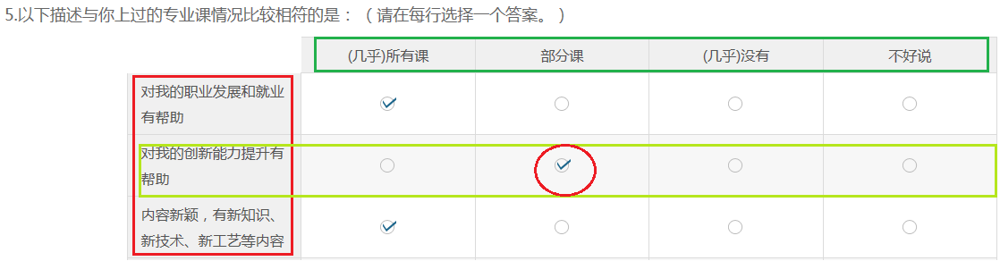 5.以下描述与你上过的专业课情况比较相符的是：（请在每行选择一个答案。）
(几乎)所有课 部分课 (几乎)没有 不好说
对我的职业发展和就业
有帮助
对我的创新能力提升有
帮助
内容新颖，有新知识、
新技术、新工艺等内容